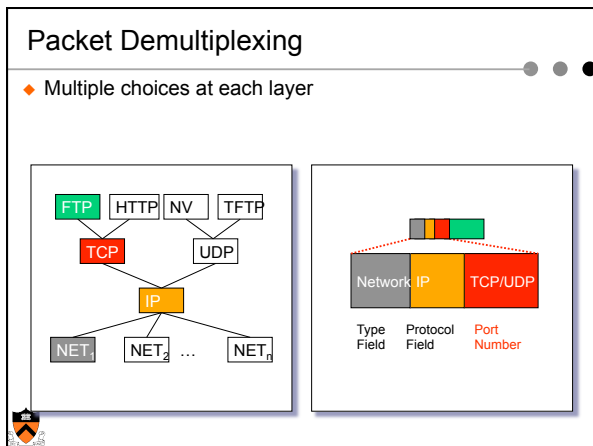 Packet Demultiplexing
◆ Multiple choices at each layer
FTP HTTP NV TFTP
TCP UDP
IP
NET₁ NET₂ … NETₙ
Network IP TCP/UDP
Type Protocol Port
Field Field Number